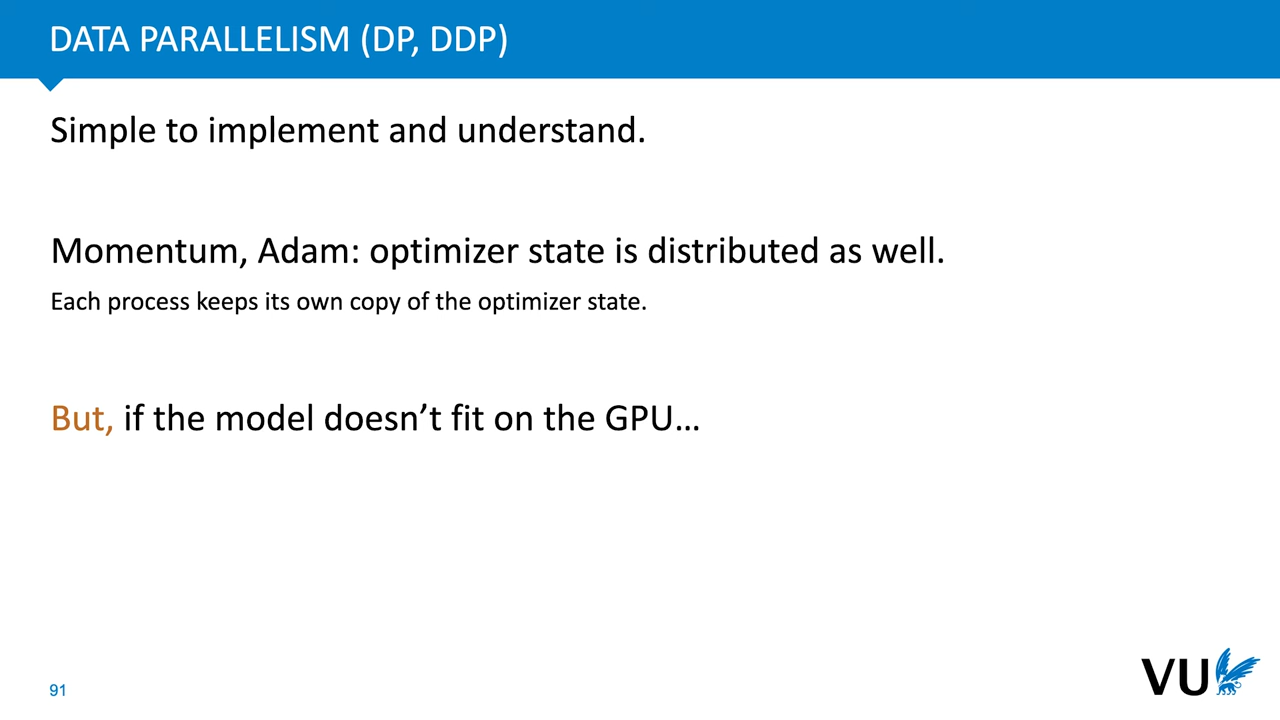 DATA PARALLELISM (DP, DDP)
Simple to implement and understand.
Momentum, Adam: optimizer state is distributed as well.
Each process keeps its own copy of the optimizer state.
But, if the model doesn’t fit on the GPU…
91
VU